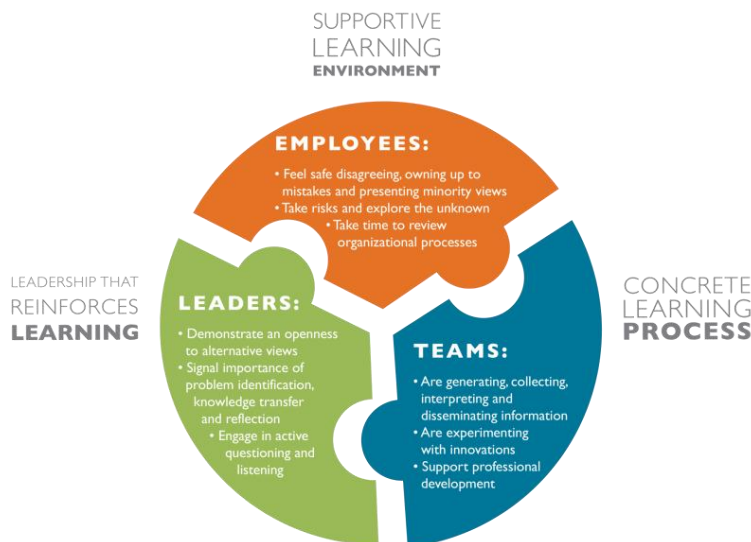 SUPPORTIVE
LEARNING
ENVIRONMENT
EMPLOYEES:
• Feel safe disagreeing, owning up to
mistakes and presenting minority views
• Take risks and explore the unknown
• Take time to review
organizational processes
LEADERSHIP THAT
REINFORCES
LEARNING
LEADERS:
• Demonstrate an openness
to alternative views
• Signal importance of
problem identification,
knowledge transfer
and reflection
• Engage in active
questioning and
listening
CONCRETE
LEARNING
PROCESS
TEAMS:
• Are generating, collecting,
interpreting and
disseminating information
• Are experimenting
with innovations
• Support professional
development